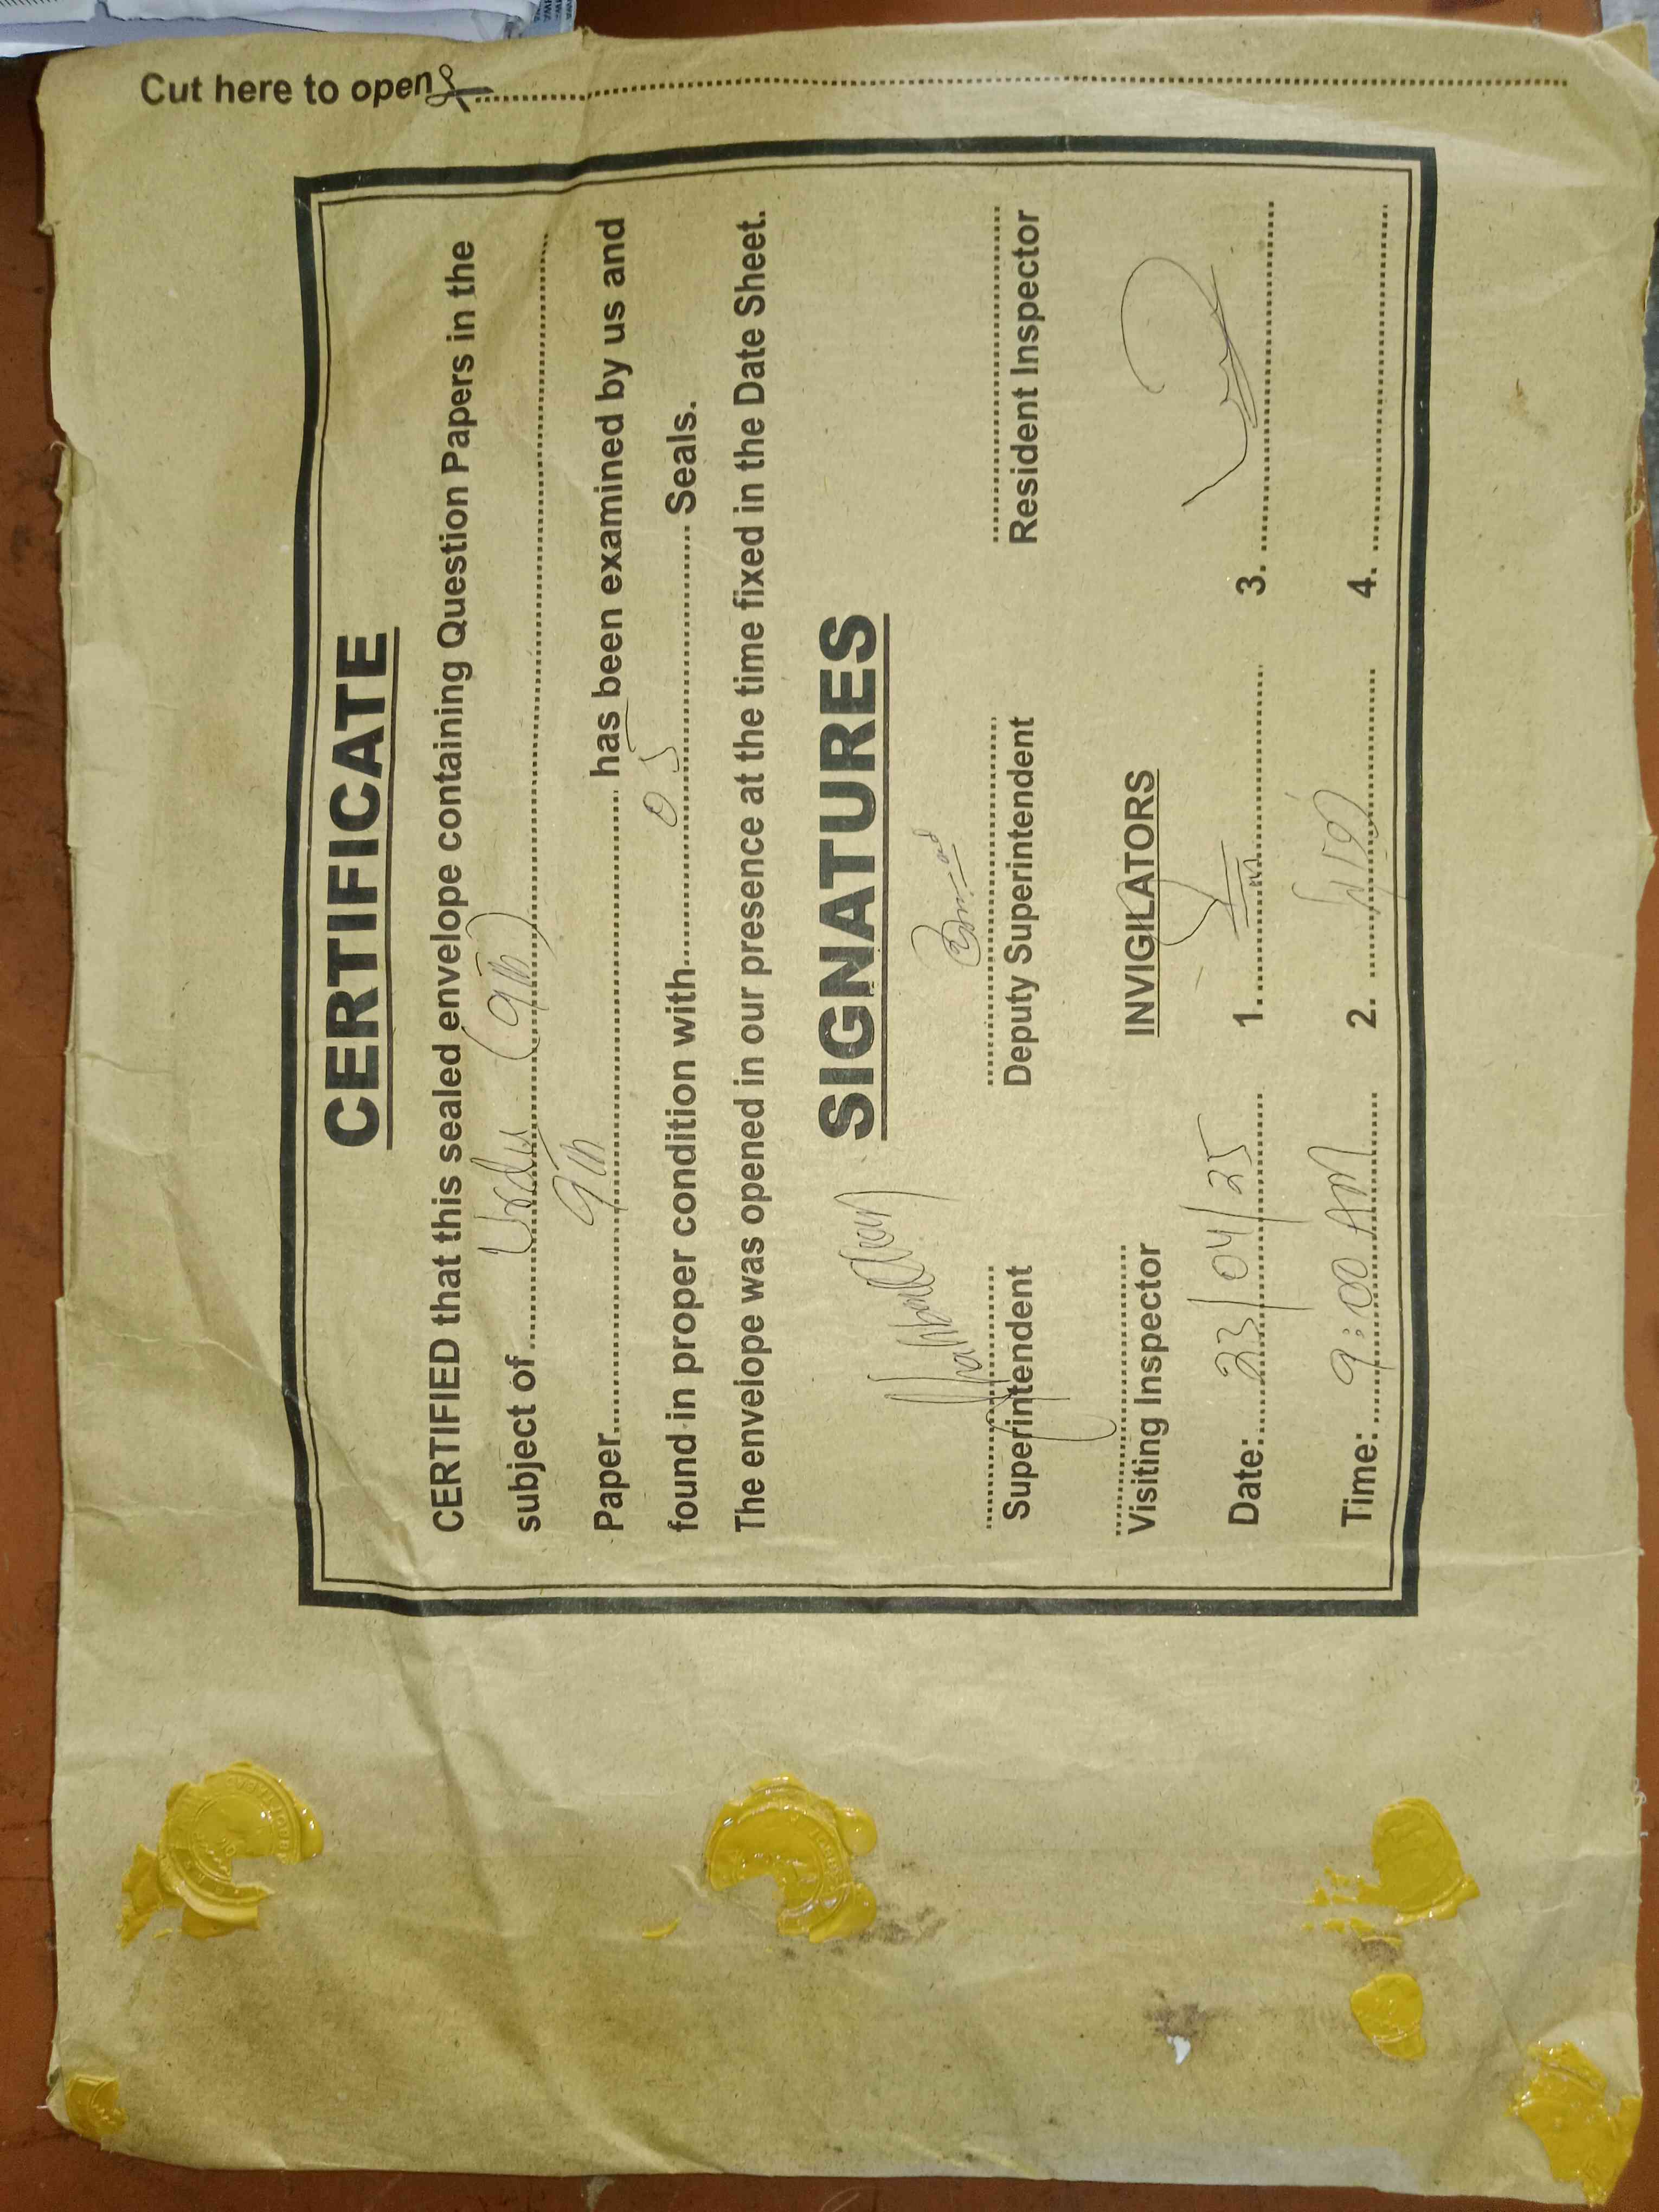 Cut here to open
CERTIFICATE
CERTIFIED that this sealed envelope containing Question Papers in the
subject of Urdu (9th)
Paper 9th has been examined by us and
found in proper condition with 05 Seals.
The envelope was opened in our presence at the time fixed in the Date Sheet.
SIGNATURES
Superintendent Deputy Superintendent Resident Inspector
Visiting Inspector INVIGILATORS
Date: 23/04/25 1. 3.
Time: 9:00 AM 2. 4.